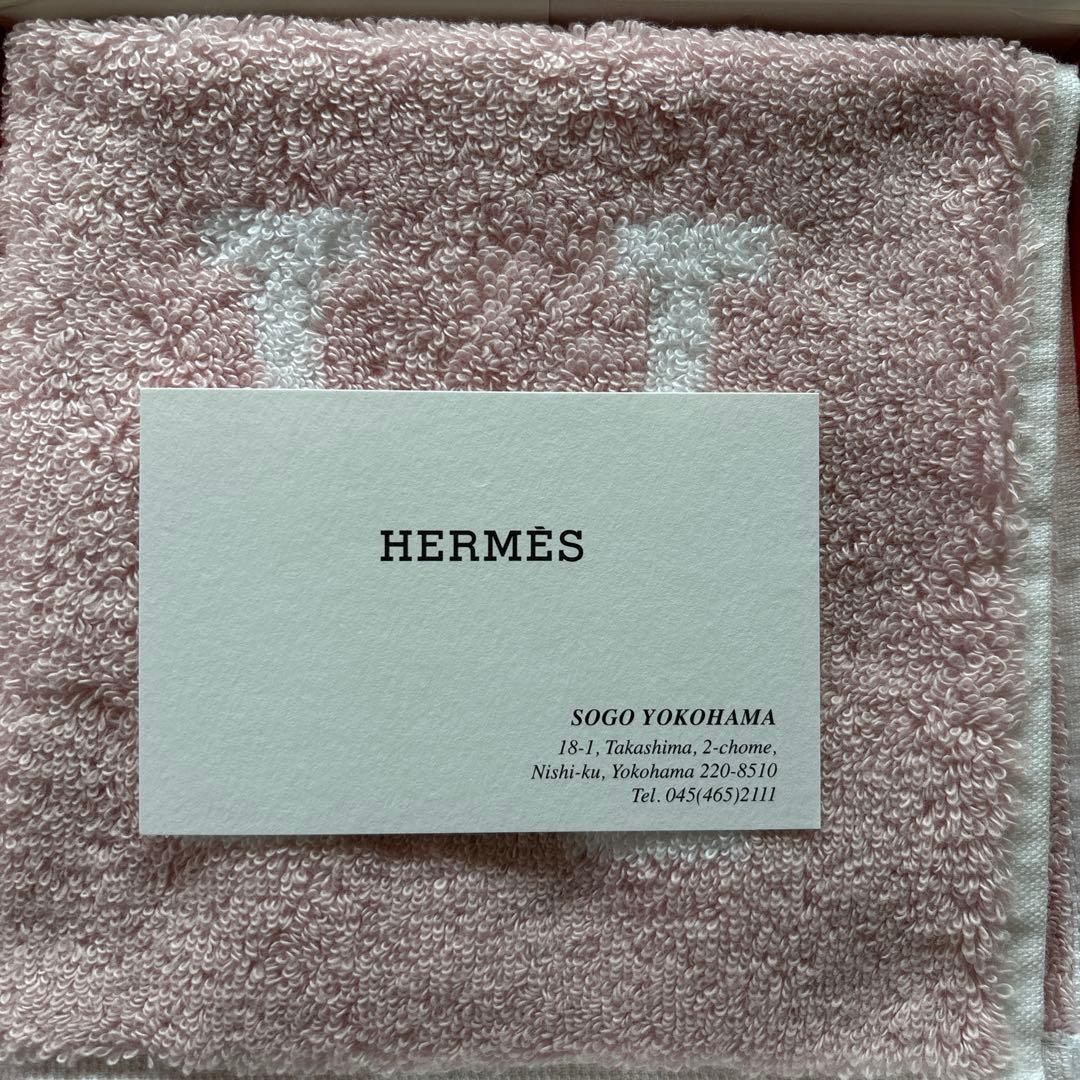 HERMÈS
SOGO YOKOHAMA
18-1, Takashima, 2-chome,
Nishi-ku, Yokohama 220-8510
Tel. 045(465)2111